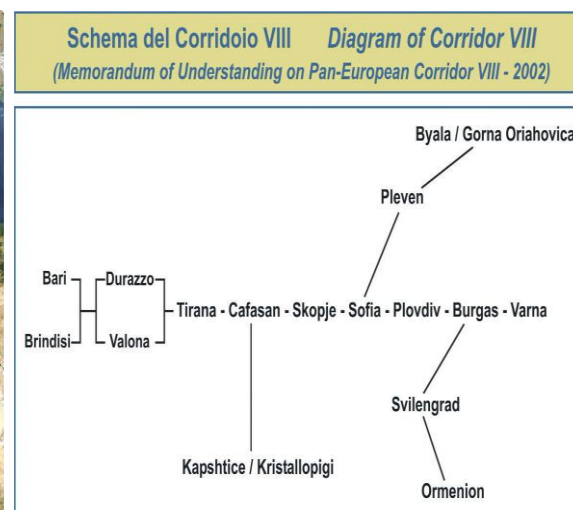 Schema del Corridoio VIII Diagram of Corridor VIII
(Memorandum of Understanding on Pan-European Corridor VIII - 2002)
Byala / Gorna Oriahovica
Pleven
Bari
Durazzo
Tirana - Cafasan - Skopje - Sofia - Plovdiv - Burgas - Varna
Brindisi
Valona
Svilengrad
Kapshtice / Kristallopigi
Ormenion